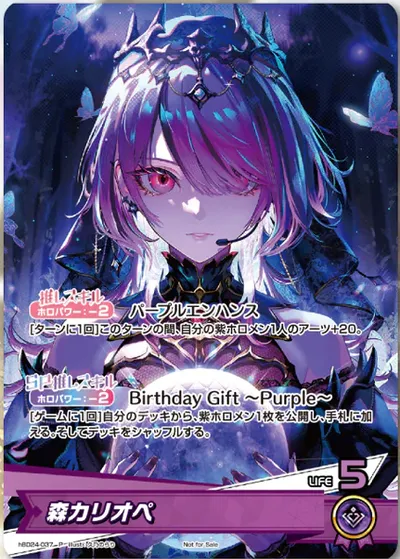 推しスキル
ホロパワー：-2
パープルエンハンス
[ターンに1回]このターンの間、自分の紫ホロメン1人のアーツ+20。
SP推しスキル
ホロパワー：-2
Birthday Gift ～Purple～
[ゲームに1回]自分のデッキから、紫ホロメン1枚を公開し、手札に加
える。そしてデッキをシャッフルする。
LIFE 5
森カリオペ
hBD24-037 P
Not for Sale